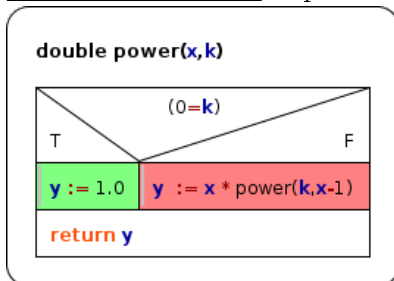 double power(x,k)
(0=k)
T F
y := 1.0 y := x * power(k,x-1)
return y